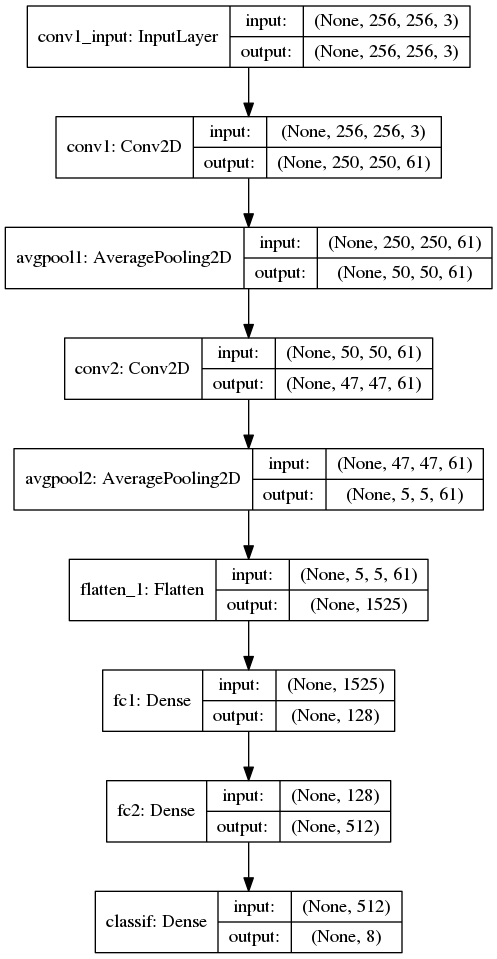 conv1_input: InputLayer
input: (None, 256, 256, 3)
output: (None, 256, 256, 3)
conv1: Conv2D
input: (None, 256, 256, 3)
output: (None, 250, 250, 61)
avgpool1: AveragePooling2D
input: (None, 250, 250, 61)
output: (None, 50, 50, 61)
conv2: Conv2D
input: (None, 50, 50, 61)
output: (None, 47, 47, 61)
avgpool2: AveragePooling2D
input: (None, 47, 47, 61)
output: (None, 5, 5, 61)
flatten_1: Flatten
input: (None, 5, 5, 61)
output: (None, 1525)
fc1: Dense
input: (None, 1525)
output: (None, 128)
fc2: Dense
input: (None, 128)
output: (None, 512)
classif: Dense
input: (None, 512)
output: (None, 8)